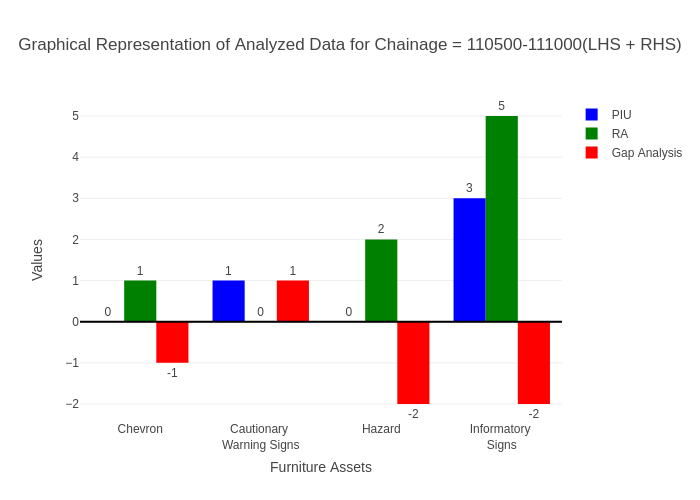 Graphical Representation of Analyzed Data for Chainage = 110500-111000(LHS + RHS)
PIU
RA
Gap Analysis
Values
5
4
3
2
1
0
−1
−2
0
1
-1
1
0
1
0
2
-2
3
5
-2
Chevron
Cautionary
Warning Signs
Hazard
Informatory
Signs
Furniture Assets